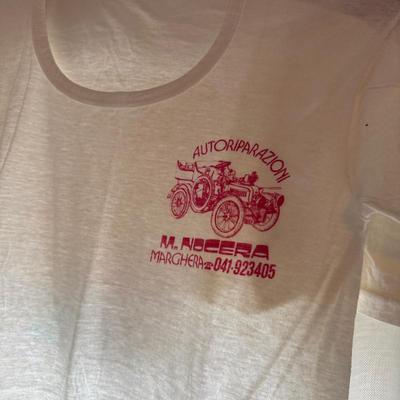 AUTORIPARAZIONI
M. NOCERA
MARGHERA ☎ 041-923405